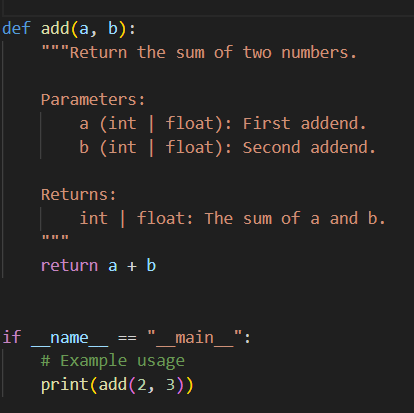 def add(a, b):
    """Return the sum of two numbers.

    Parameters:
        a (int | float): First addend.
        b (int | float): Second addend.

    Returns:
        int | float: The sum of a and b.
    """
    return a + b


if __name__ == "__main__":
    # Example usage
    print(add(2, 3))